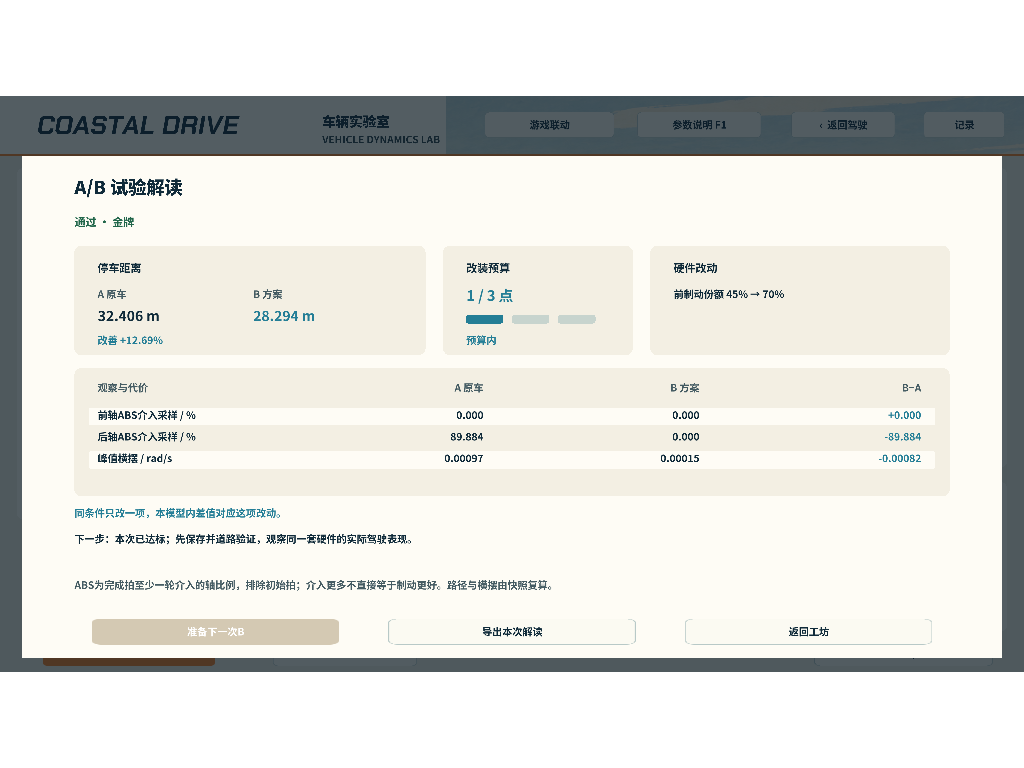 COASTAL DRIVE
车辆实验室
VEHICLE DYNAMICS LAB
游戏联动
参数说明 F1
‹ 返回驾驶
记录
A/B 试验解读
通过 · 金牌
停车距离
A 原车
B 方案
32.406 m
28.294 m
改善 +12.69%
改装预算
1 / 3 点
预算内
硬件改动
前制动份额 45% → 70%
观察与代价
A 原车
B 方案
B−A
前轴ABS介入采样 / %
0.000
0.000
+0.000
后轴ABS介入采样 / %
89.884
0.000
-89.884
峰值横摆 / rad/s
0.00097
0.00015
-0.00082
同条件只改一项，本模型内差值对应这项改动。
下一步：本次已达标；先保存并道路验证，观察同一套硬件的实际驾驶表现。
ABS为完成拍至少一轮介入的轴比例，排除初始拍；介入更多不直接等于制动更好。路径与横摆由快照复算。
准备下一次B
导出本次解读
返回工坊